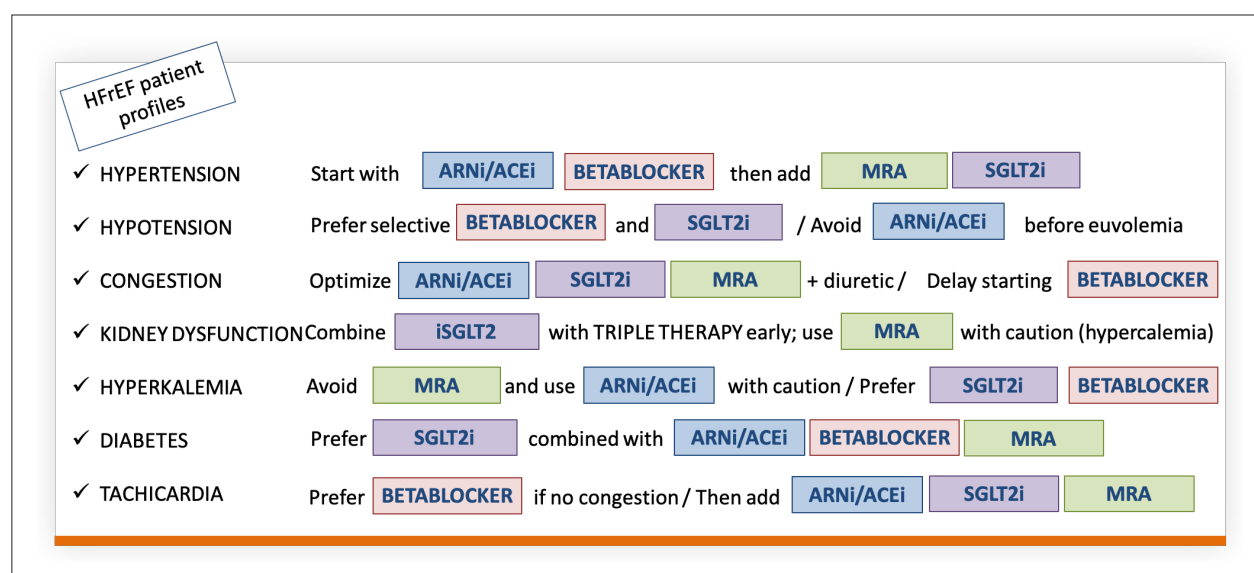 HFrEF patient
profiles
✓ HYPERTENSION Start with ARNi/ACEi BETABLOCKER then add MRA SGLT2i
✓ HYPOTENSION Prefer selective BETABLOCKER and SGLT2i / Avoid ARNi/ACEi before euvolemia
✓ CONGESTION Optimize ARNi/ACEi SGLT2i MRA + diuretic / Delay starting BETABLOCKER
✓ KIDNEY DYSFUNCTION Combine iSGLT2 with TRIPLE THERAPY early; use MRA with caution (hypercalemia)
✓ HYPERKALEMIA Avoid MRA and use ARNi/ACEi with caution / Prefer SGLT2i BETABLOCKER
✓ DIABETES Prefer SGLT2i combined with ARNi/ACEi BETABLOCKER MRA
✓ TACHICARDIA Prefer BETABLOCKER if no congestion / Then add ARNi/ACEi SGLT2i MRA